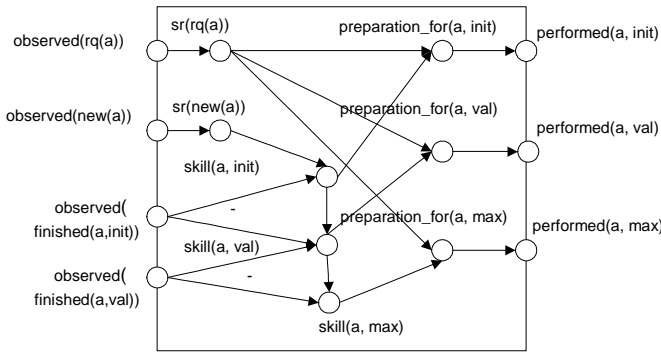 sr(rq(a))
preparation_for(a, init)
performed(a, init)
observed(rq(a))
sr(new(a))
preparation_for(a, val)
observed(new(a))
performed(a, val)
skill(a, init)
observed(
finished(a,init))
-
preparation_for(a, max)
performed(a, max)
skill(a, val)
observed(
finished(a,val))
-
skill(a, max)